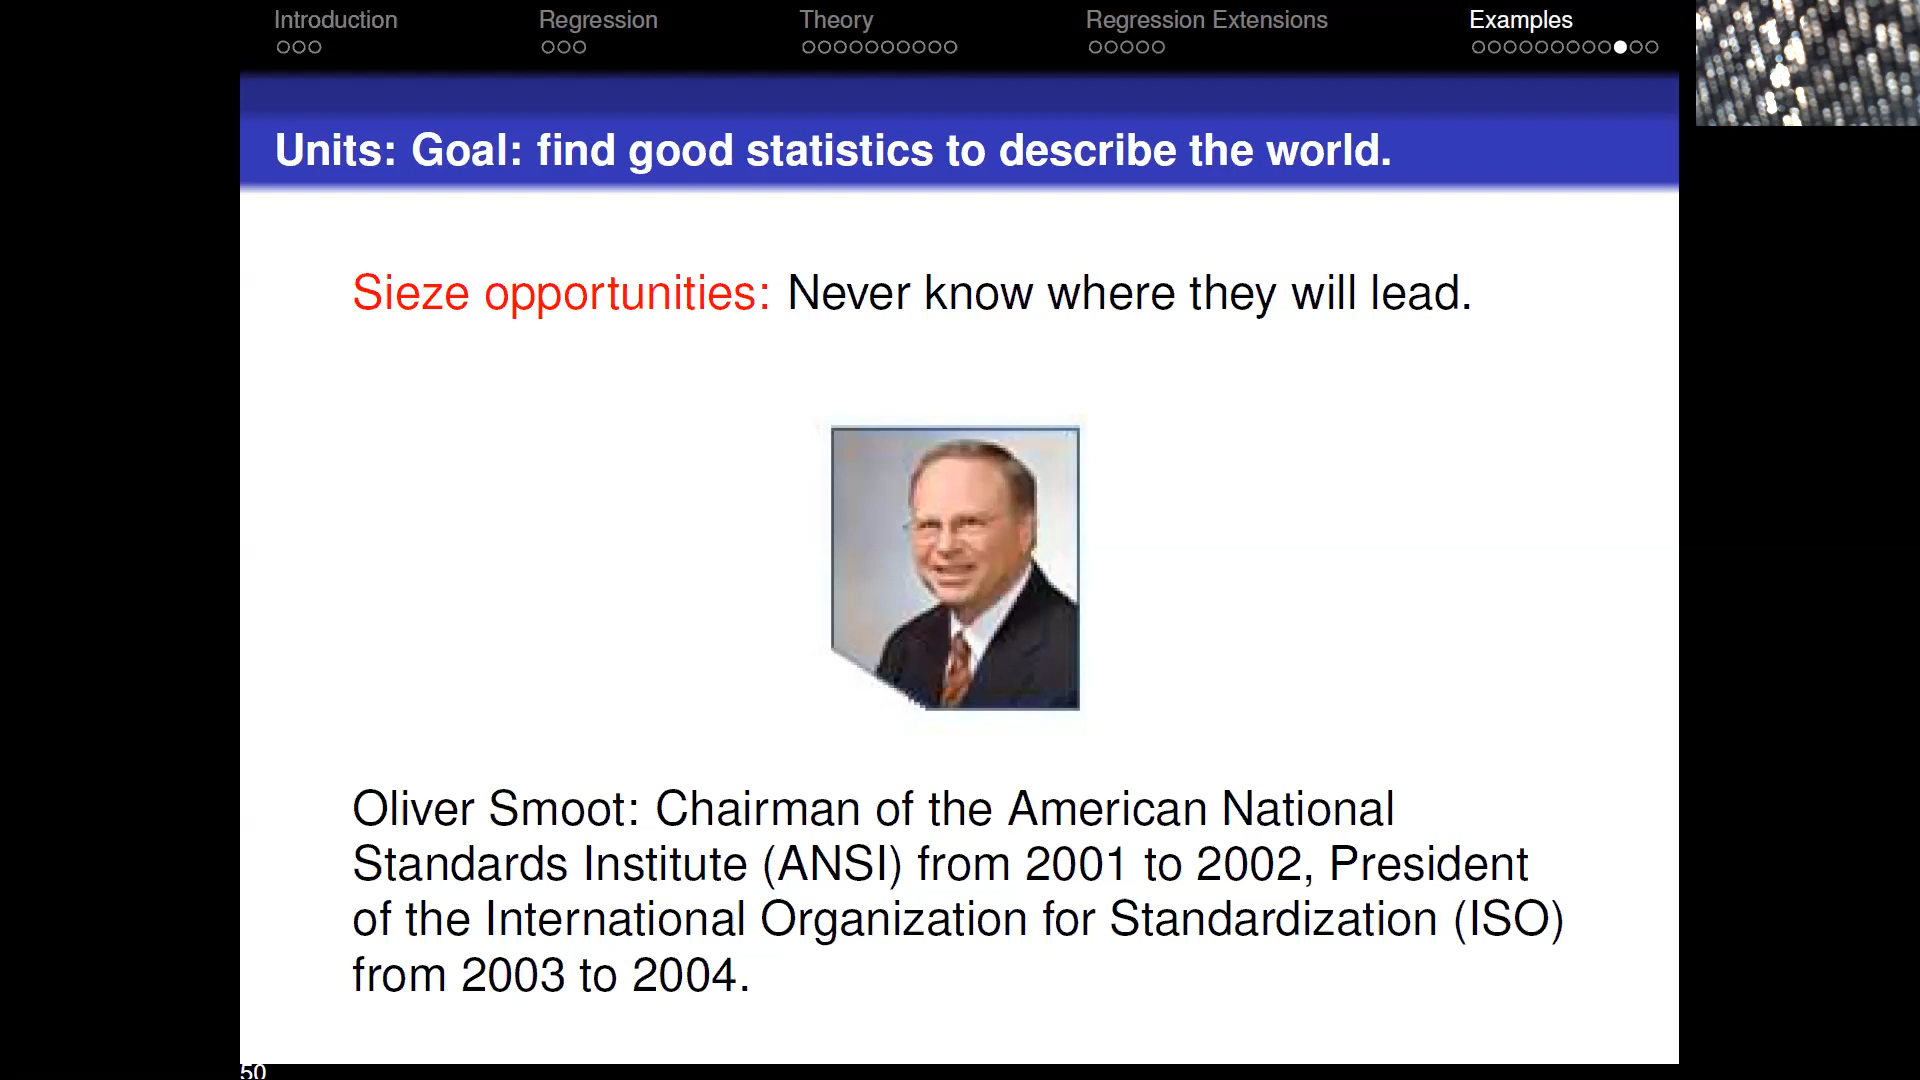 Introduction
Regression
Theory
Regression Extensions
Examples
Units: Goal: find good statistics to describe the world.
Sieze opportunities: Never know where they will lead.
Oliver Smoot: Chairman of the American National
Standards Institute (ANSI) from 2001 to 2002, President
of the International Organization for Standardization (ISO)
from 2003 to 2004.
50